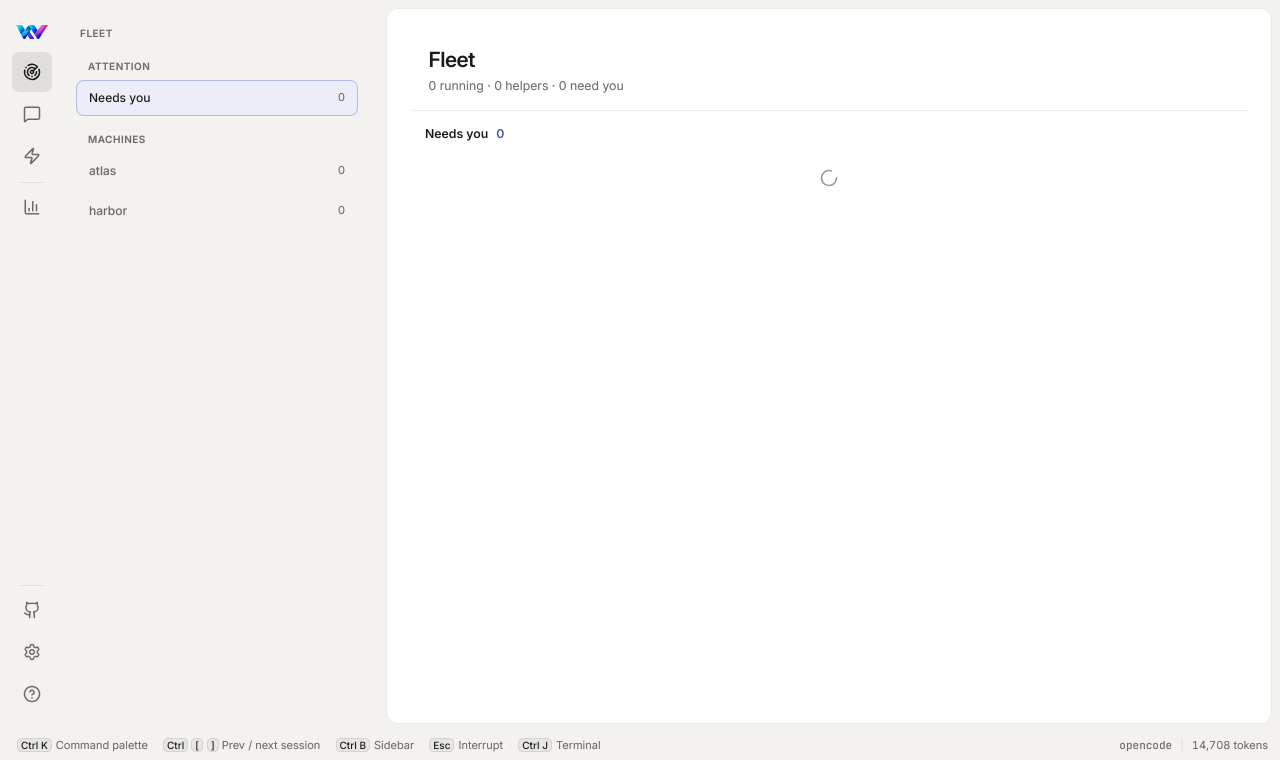 FLEET
ATTENTION
Needs you 0
MACHINES
atlas 0
harbor 0
Fleet
0 running · 0 helpers · 0 need you
Needs you 0
Ctrl K Command palette Ctrl [ ] Prev / next session Ctrl B Sidebar Esc Interrupt Ctrl J Terminal opencode 14,708 tokens